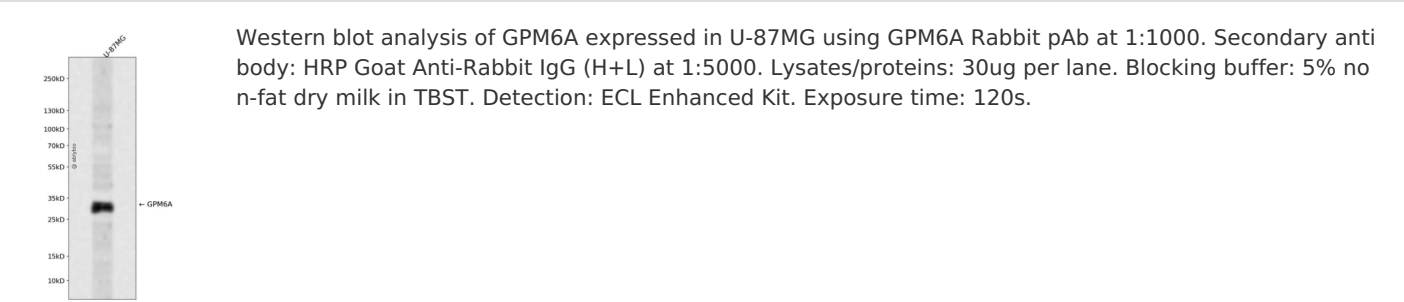 U-87MG
250kD
130kD
100kD
70kD
55kD
35kD
25kD
15kD
10kD
← GPM6A
Western blot analysis of GPM6A expressed in U-87MG using GPM6A Rabbit pAb at 1:1000. Secondary anti
body: HRP Goat Anti-Rabbit IgG (H+L) at 1:5000. Lysates/proteins: 30ug per lane. Blocking buffer: 5% no
n-fat dry milk in TBST. Detection: ECL Enhanced Kit. Exposure time: 120s.